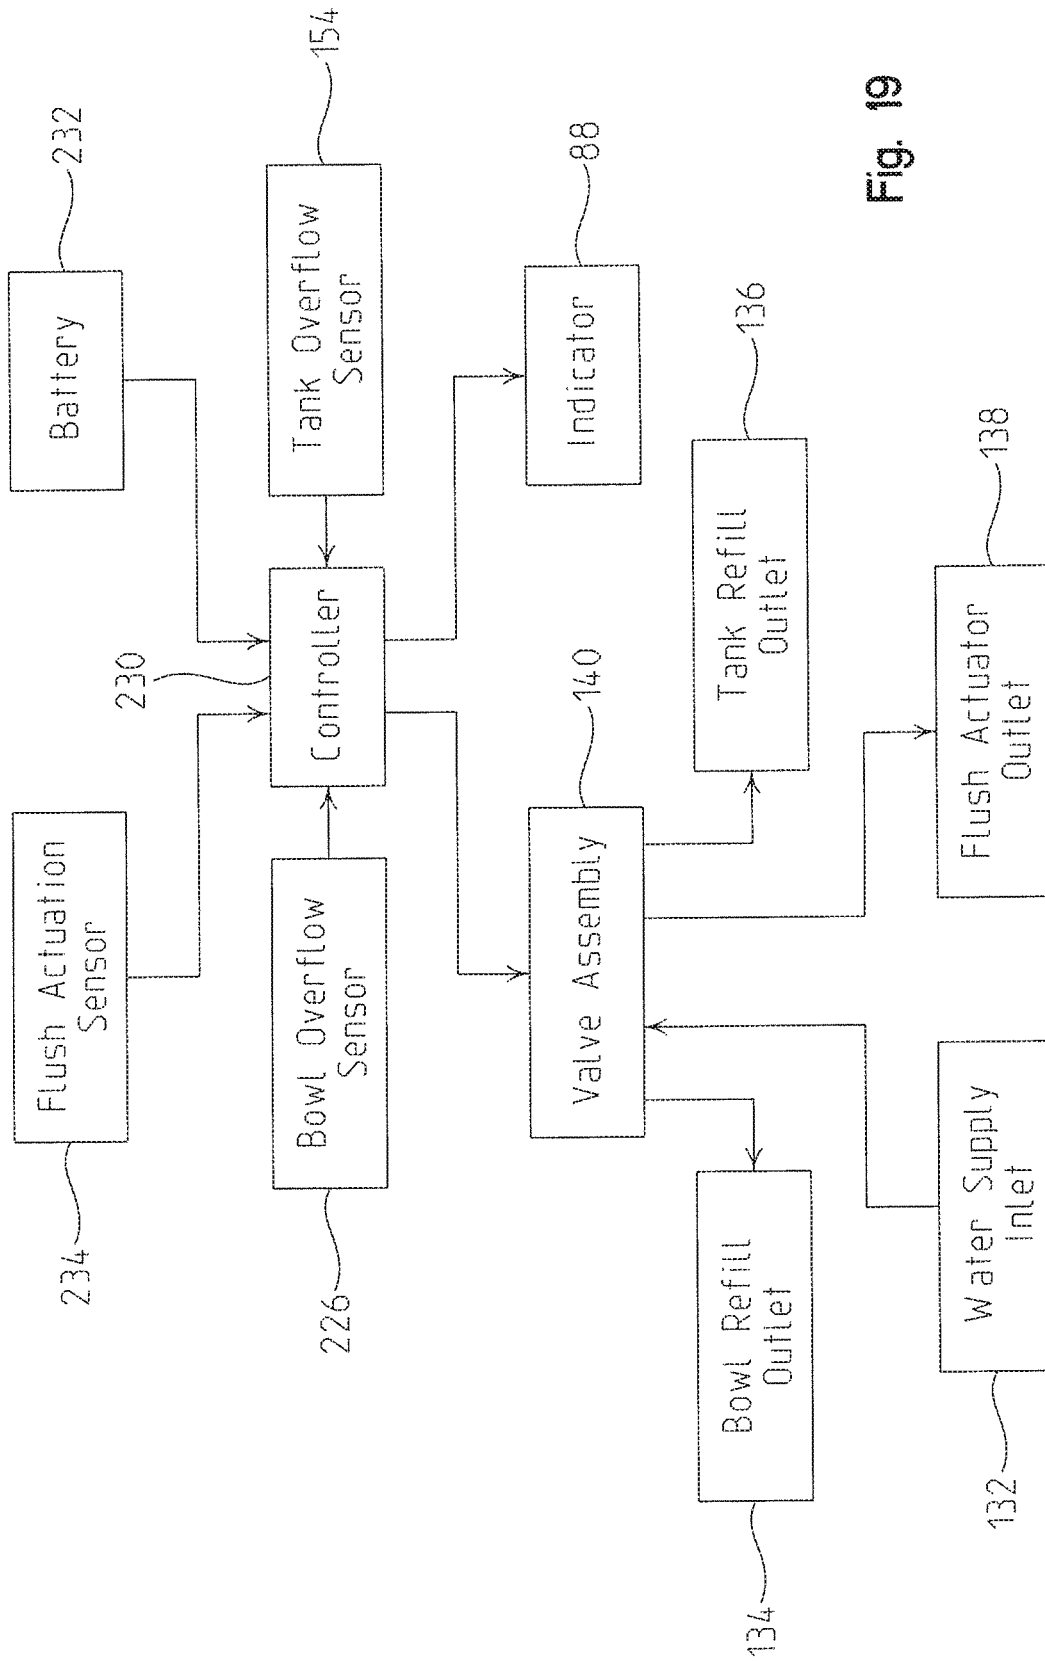 234
Flush Actuation
Sensor
Battery
232
230
226
Bowl Overflow
Sensor
Controller
Tank Overflow
Sensor
154
Valve Assembly
140
Indicator
88
134
Bowl Refill
Outlet
Tank Refill
Outlet
136
132
Water Supply
Inlet
Flush Actuator
Outlet
138
Fig. 19